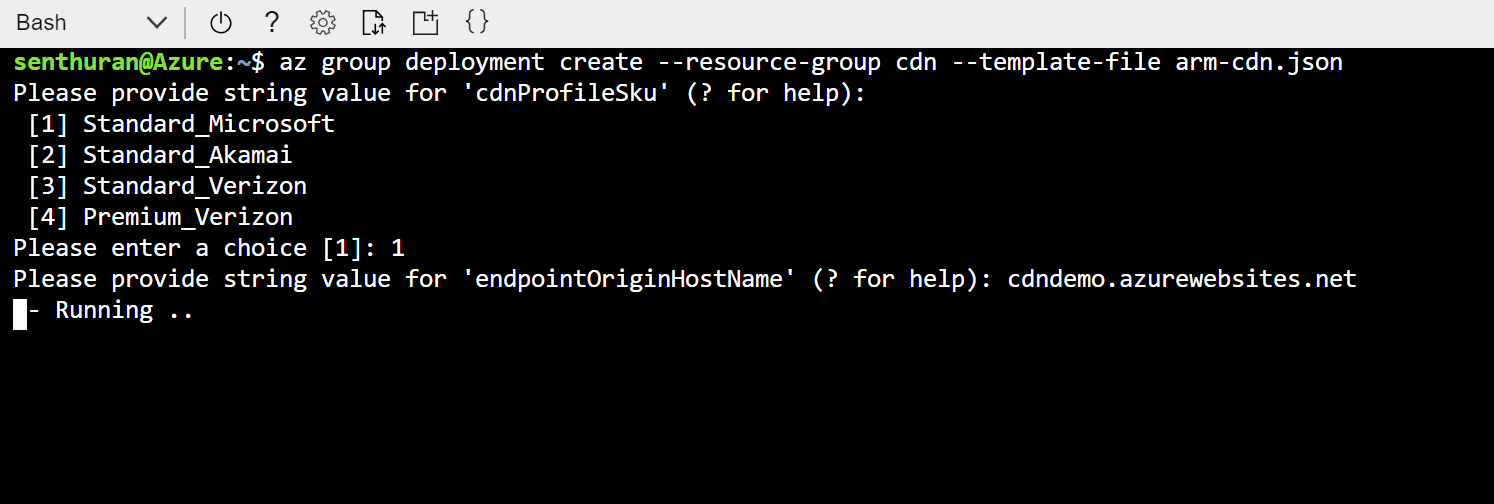 Bash
senthuran@Azure:~$ az group deployment create --resource-group cdn --template-file arm-cdn.json
Please provide string value for 'cdnProfileSku' (? for help):
[1] Standard_Microsoft
[2] Standard_Akamai
[3] Standard_Verizon
[4] Premium_Verizon
Please enter a choice [1]: 1
Please provide string value for 'endpointOriginHostName' (? for help): cdndemo.azurewebsites.net
- Running ..